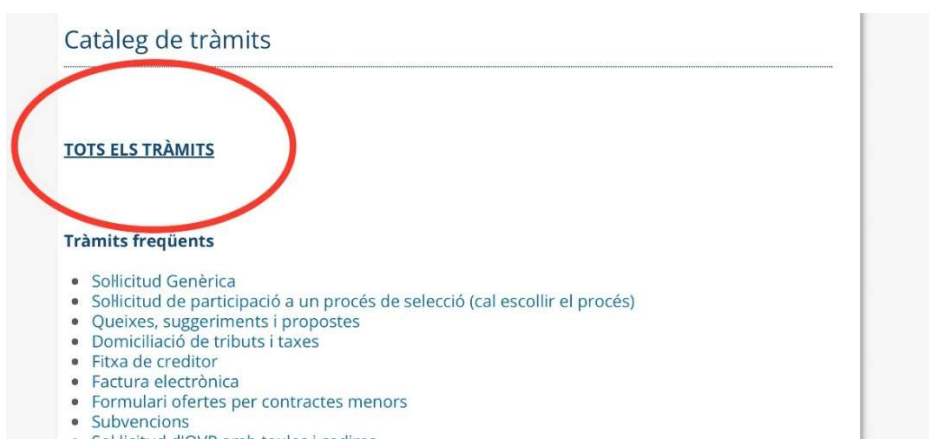 Catàleg de tràmits
TOTS ELS TRÀMITS
Tràmits freqüents
Sol·licitud Genèrica
Sol·licitud de participació a un procés de selecció (cal escollir el procés)
Queixes, suggeriments i propostes
Domiciliació de tributs i taxes
Fitxa de creditor
Factura electrònica
Formulari ofertes per contractes menors
Subvencions